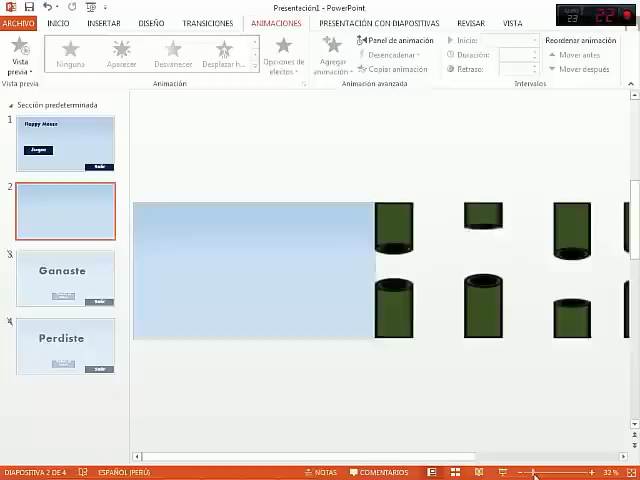 Presentación1 - PowerPoint
ARCHIVO INICIO INSERTAR DISEÑO TRANSICIONES ANIMACIONES PRESENTACIÓN CON DIAPOSITIVAS REVISAR VISTA
23 22
Vista previa
Ninguna Aparecer Desvanecer Desplazar h...
Opciones de efectos
Agregar animación
Panel de animación
Desencadenar
Copiar animación
Inicio:
Duración:
Retraso:
Reordenar animación
Mover antes
Mover después
Vista previa Animación Animación avanzada Intervalos
Sección predeterminada
1
Flappy Mouse
Jugar
Salir
2
3
Ganaste
Salir
4
Perdiste
Salir
DIAPOSITIVA 2 DE 4 ESPAÑOL (PERÚ) NOTAS COMENTARIOS 32 %